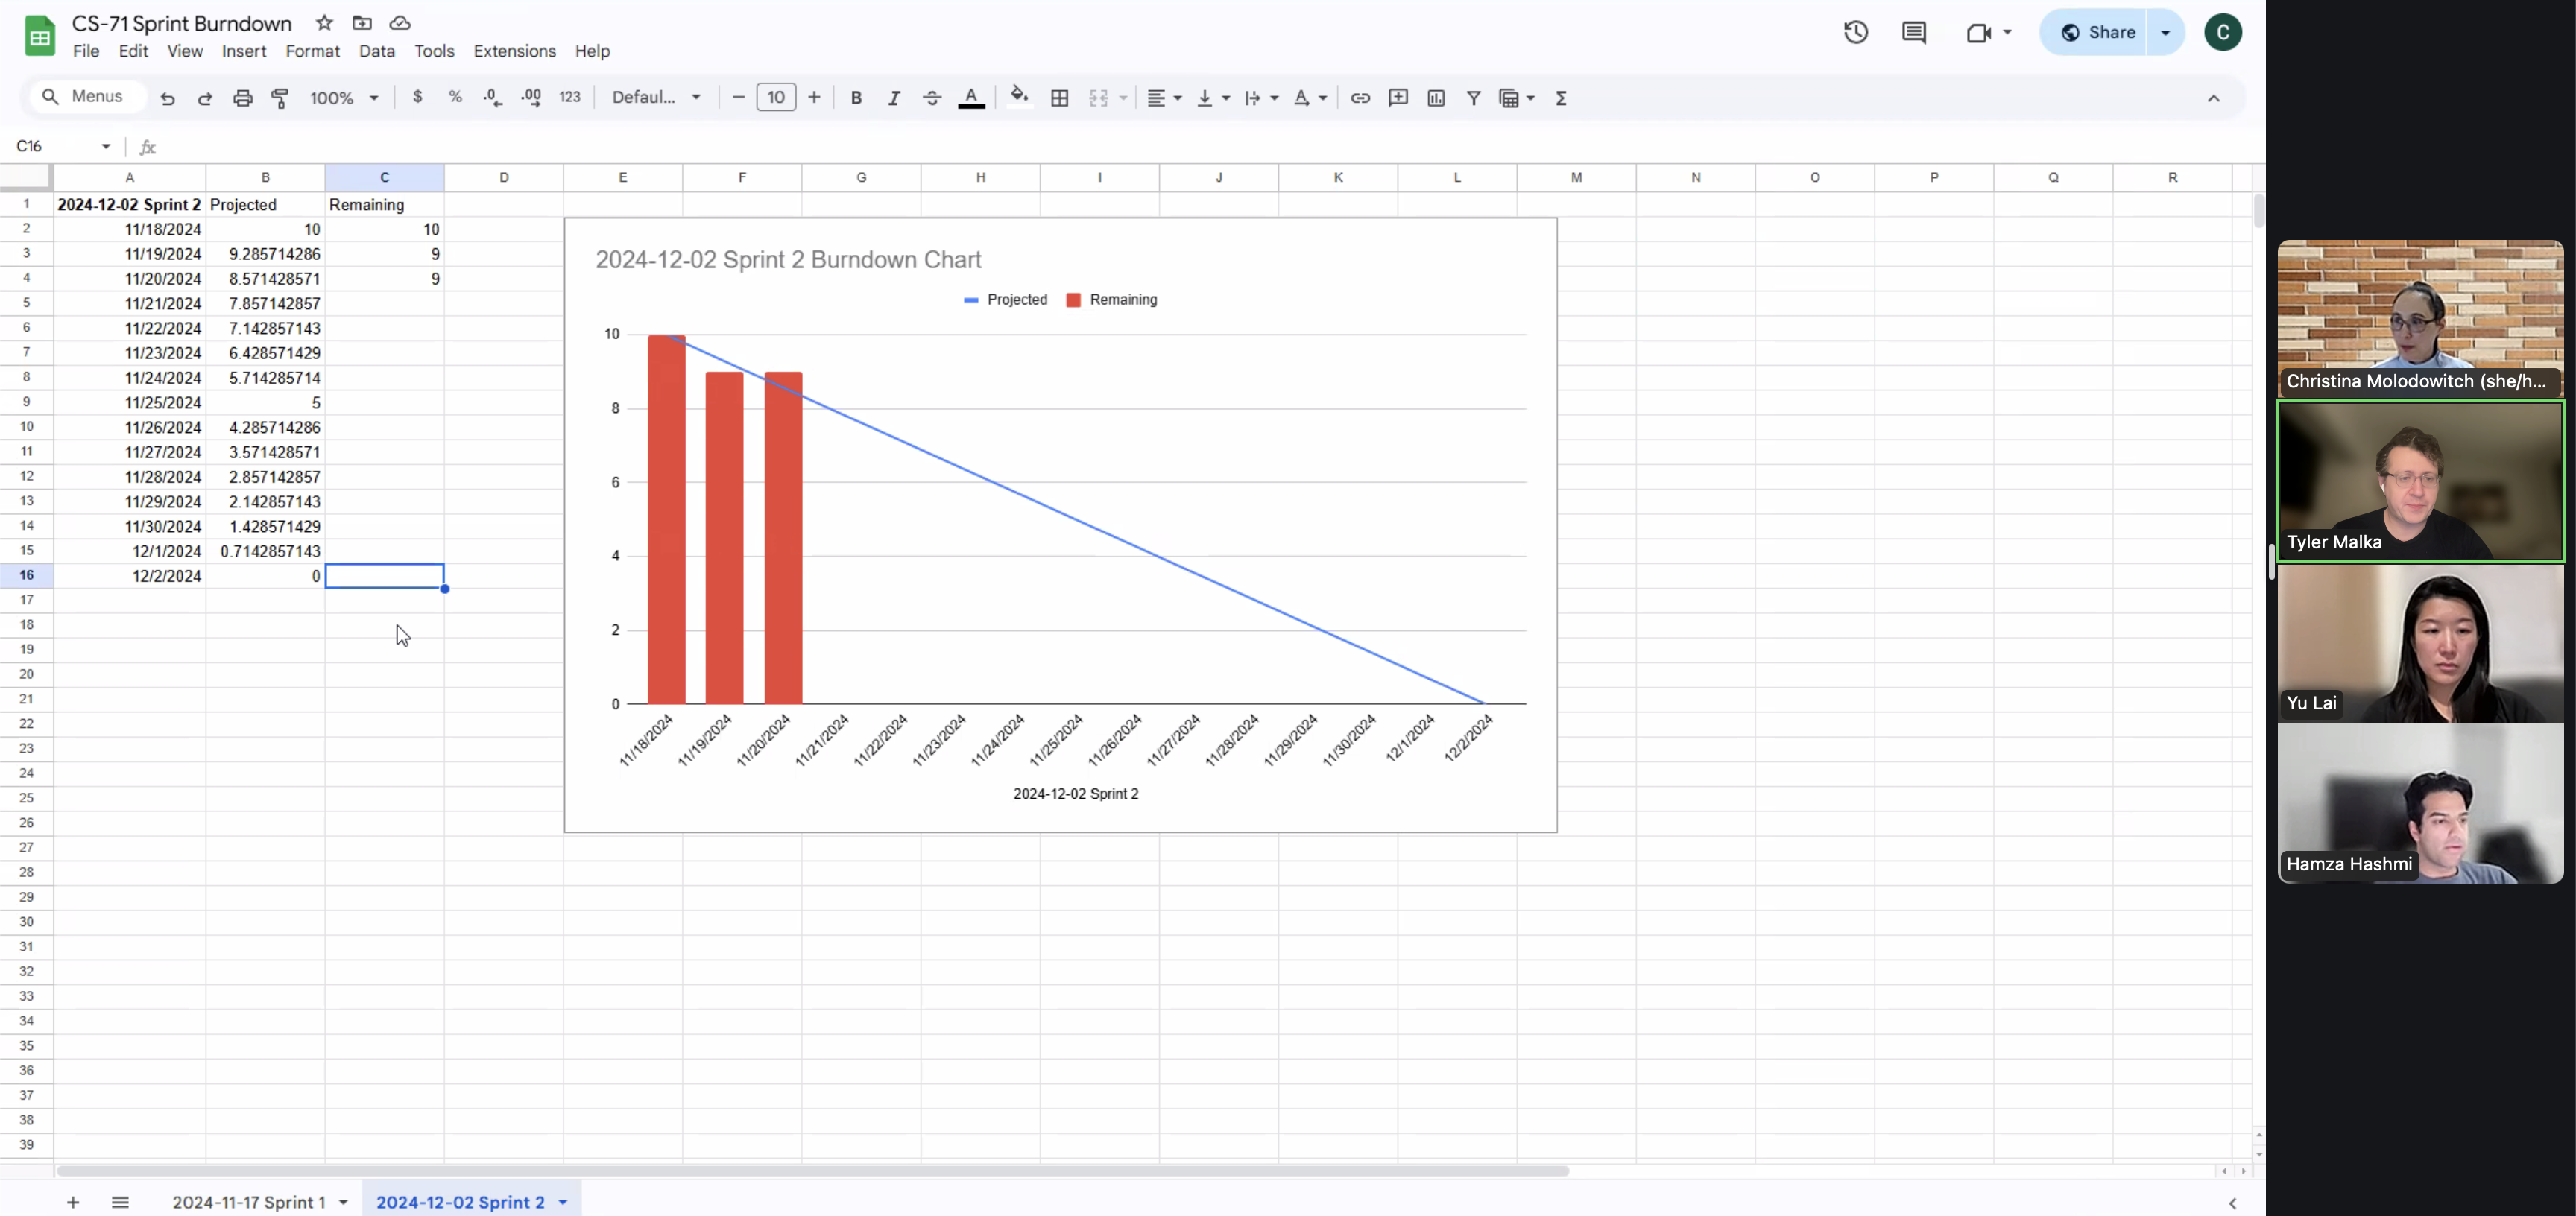 CS-71 Sprint Burndown
File Edit View Insert Format Data Tools Extensions Help
Share
C
Menus 100% $ % .0 .00 123 Defaul... 10 B I A
C16 fx
A B C D E F G H I J K L M N O P Q R
1 2024-12-02 Sprint 2 Projected Remaining
2 11/18/2024 10 10
3 11/19/2024 9.285714286 9
4 11/20/2024 8.571428571 9
5 11/21/2024 7.857142857
6 11/22/2024 7.142857143
7 11/23/2024 6.428571429
8 11/24/2024 5.714285714
9 11/25/2024 5
10 11/26/2024 4.285714286
11 11/27/2024 3.571428571
12 11/28/2024 2.857142857
13 11/29/2024 2.142857143
14 11/30/2024 1.428571429
15 12/1/2024 0.7142857143
16 12/2/2024 0
17
18
19
20
21
22
23
24
25
26
27
28
29
30
31
32
33
34
35
36
37
38
39
2024-12-02 Sprint 2 Burndown Chart
Projected Remaining
10
8
6
4
2
0
11/18/2024 11/19/2024 11/20/2024 11/21/2024 11/22/2024 11/23/2024 11/24/2024 11/25/2024 11/26/2024 11/27/2024 11/28/2024 11/29/2024 11/30/2024 12/1/2024 12/2/2024
2024-12-02 Sprint 2
2024-11-17 Sprint 1 2024-12-02 Sprint 2
Christina Molodowitch (she/h...
Tyler Malka
Yu Lai
Hamza Hashmi